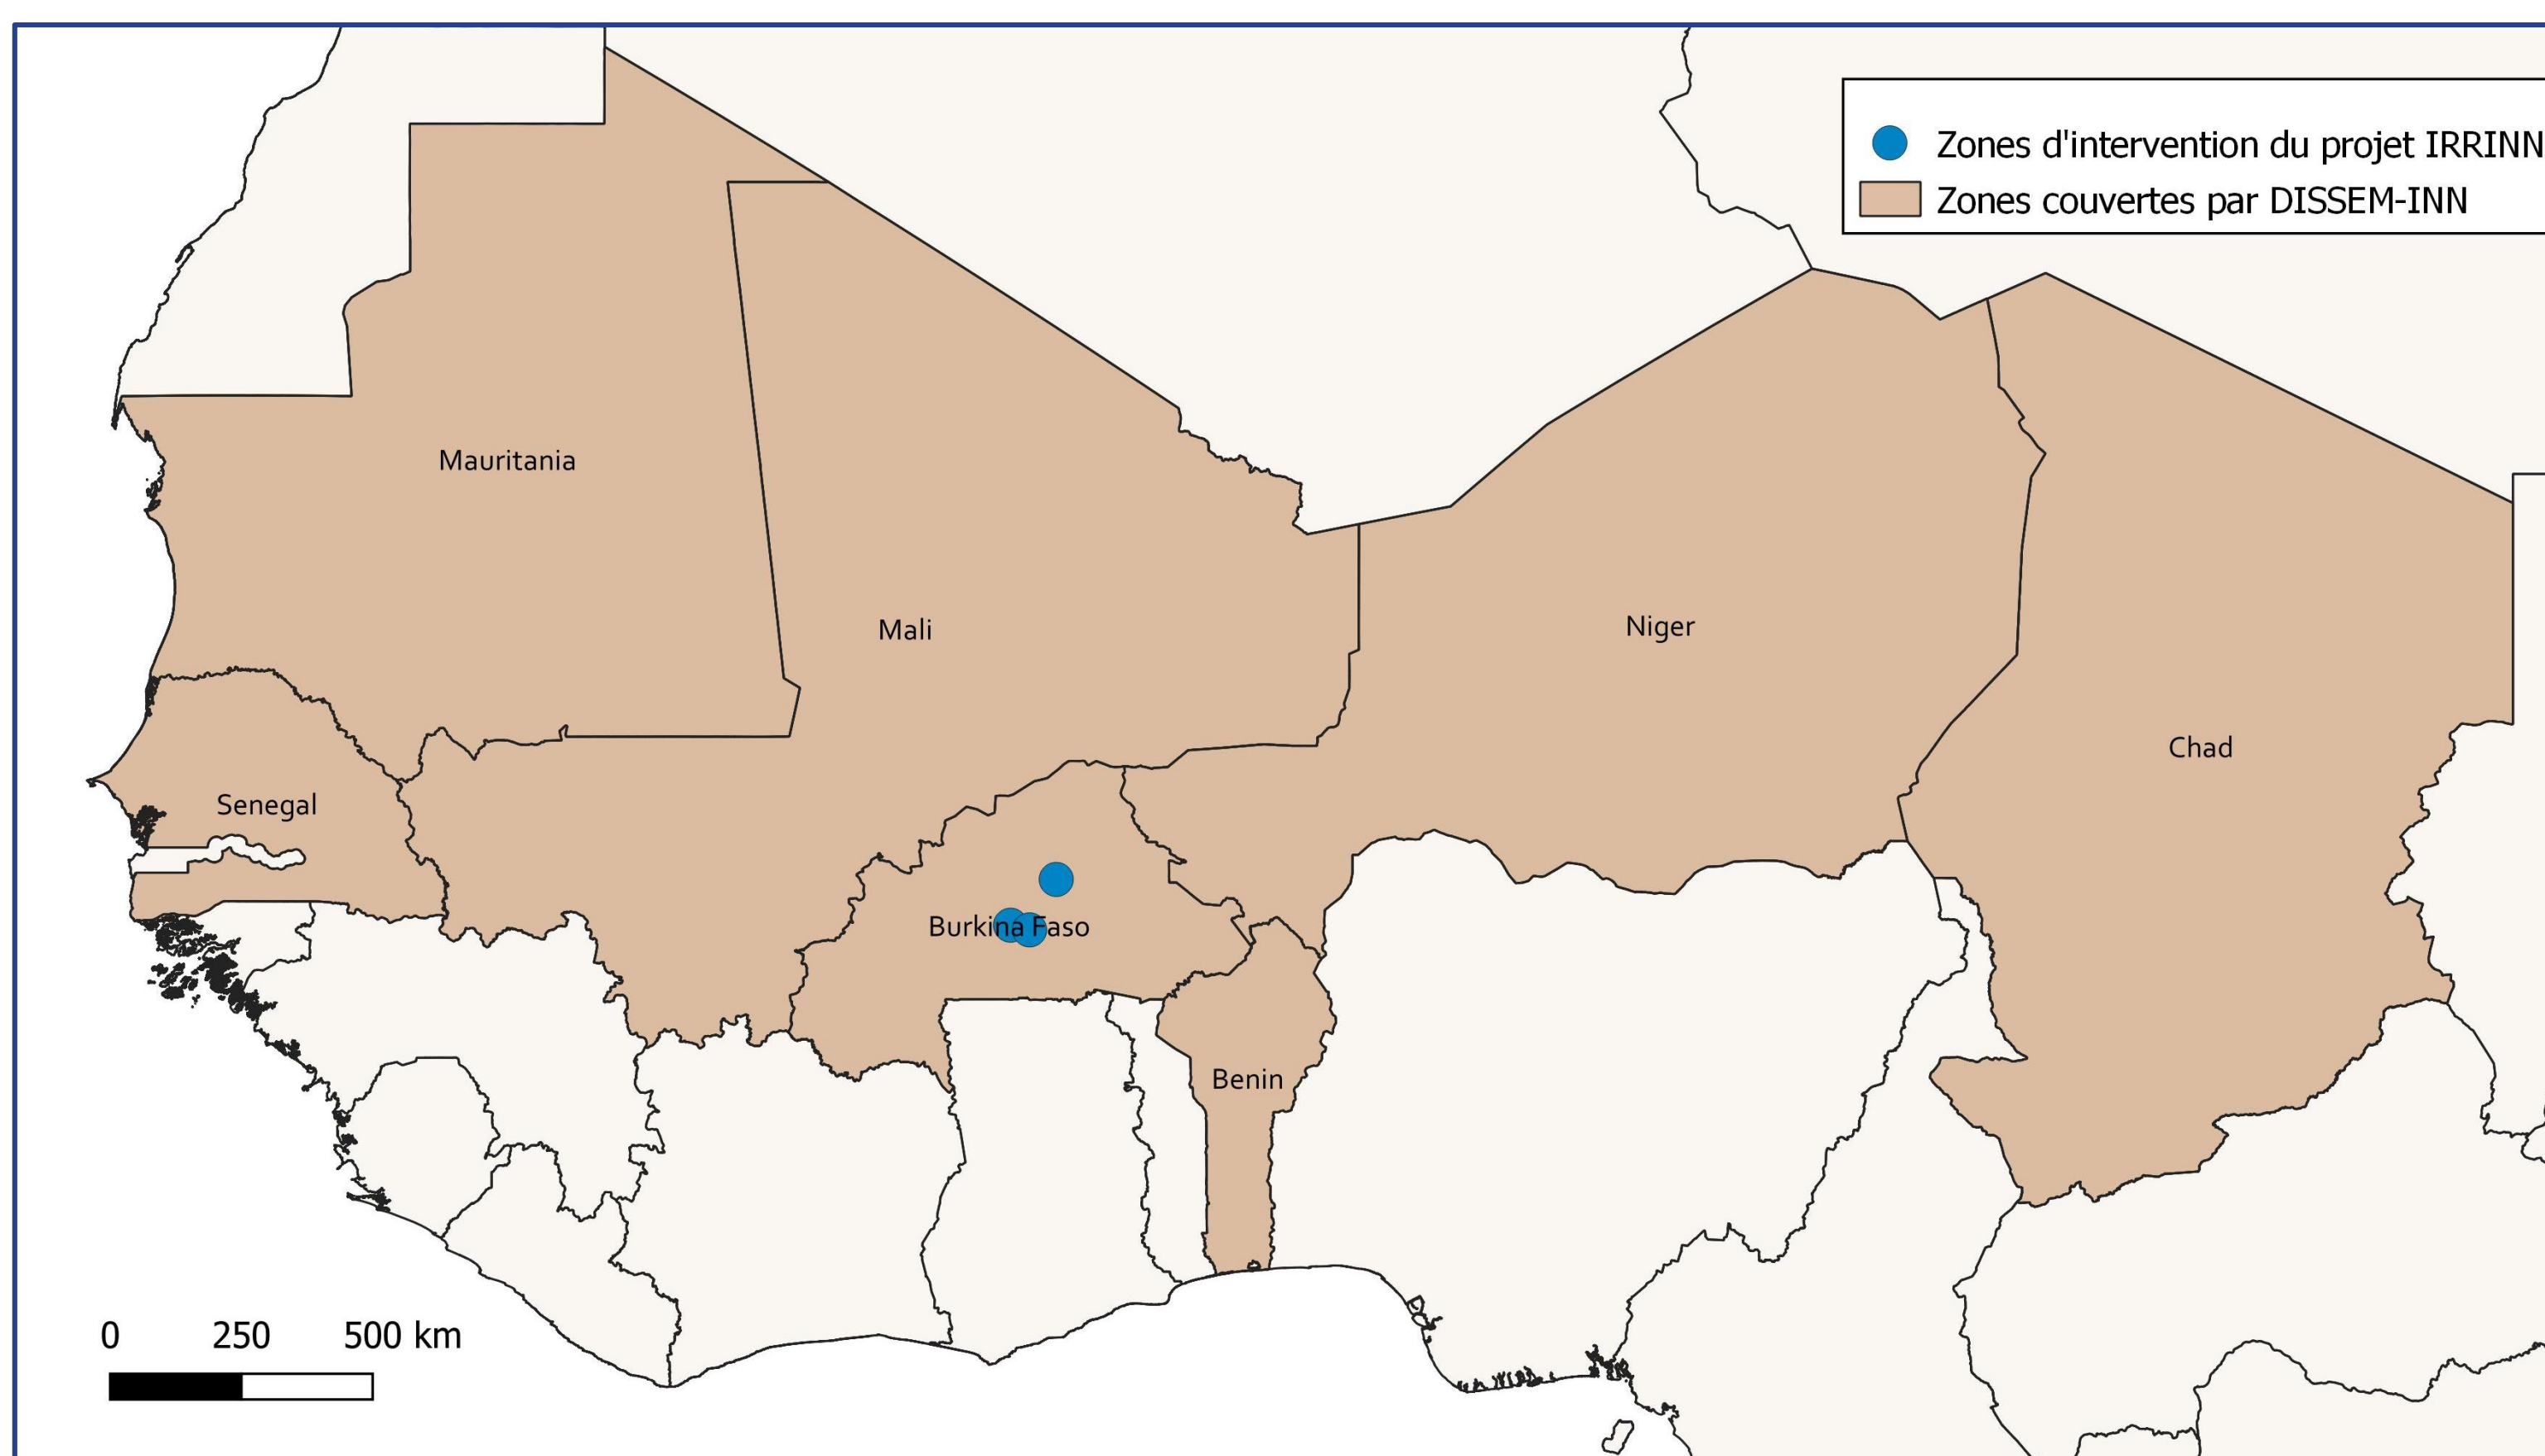 Zones d'intervention du projet IRRINN
Zones couvertes par DISSEM-INN
Mauritania
Mali
Niger
Chad
Senegal
Burkina Faso
Benin
0 250 500 km